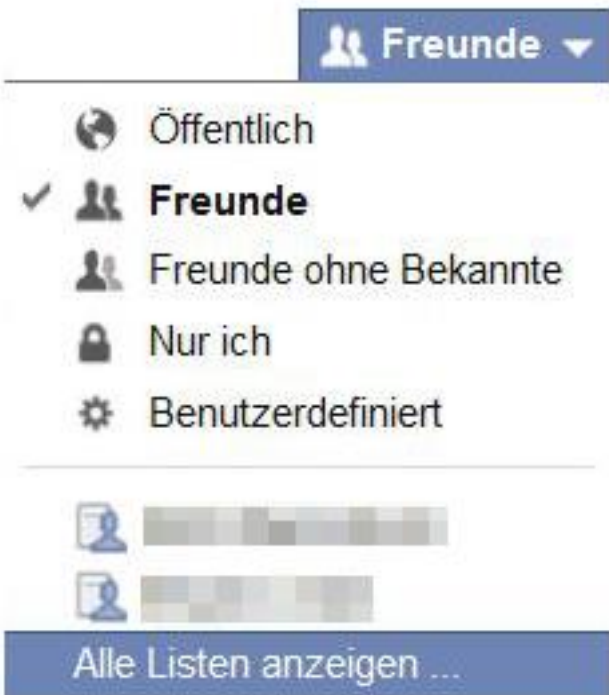 Freunde
Öffentlich
Freunde
Freunde ohne Bekannte
Nur ich
Benutzerdefiniert
Alle Listen anzeigen ...